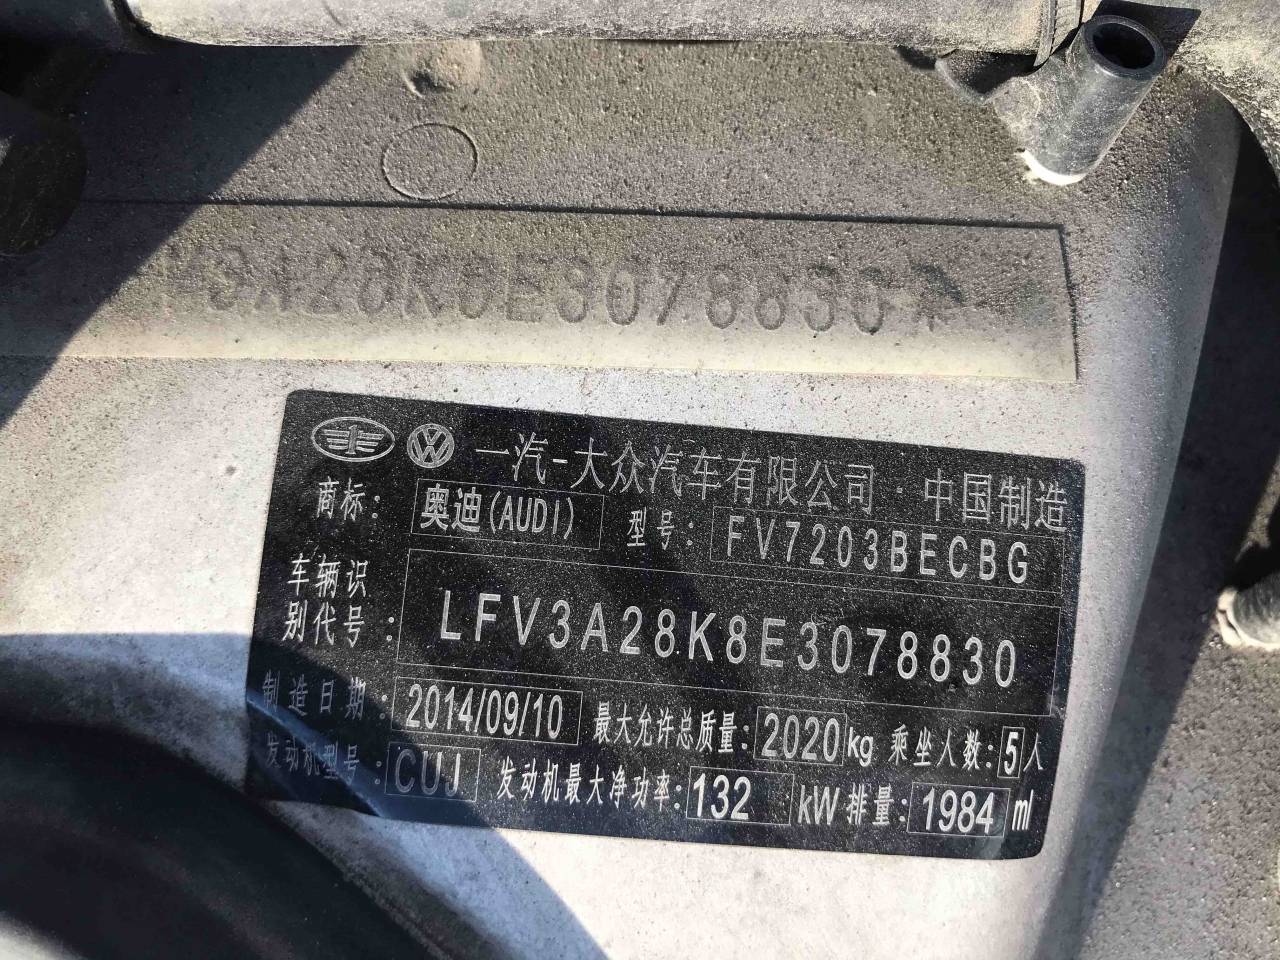 3A28K8E3078830*
一汽-大众汽车有限公司·中国制造
商标: 奥迪(AUDI) 型号: FV7203BECBG
车辆识别代号: LFV3A28K8E3078830
制造日期: 2014/09/10 最大允许总质量: 2020kg 乘坐人数: 5人
发动机型号: CUJ 发动机最大净功率: 132 kW 排量: 1984 ml